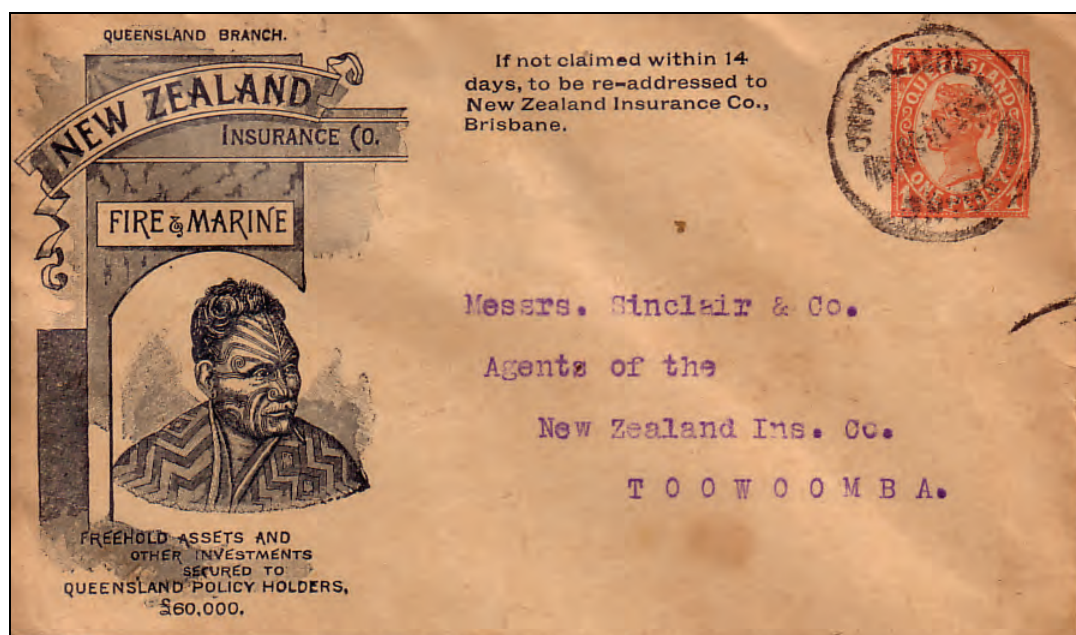 QUEENSLAND BRANCH.
NEW ZEALAND
INSURANCE CO.
FIRE & MARINE
FREEHOLD ASSETS AND
OTHER INVESTMENTS
SECURED TO
QUEENSLAND POLICY HOLDERS,
£60,000.
If not claimed within 14
days, to be re-addressed to
New Zealand Insurance Co.,
Brisbane.
QUEENSLAND
ONE PENNY
Messrs. Sinclair & Co.
Agents of the
New Zealand Ins. Co.
TOOWOOMBA.